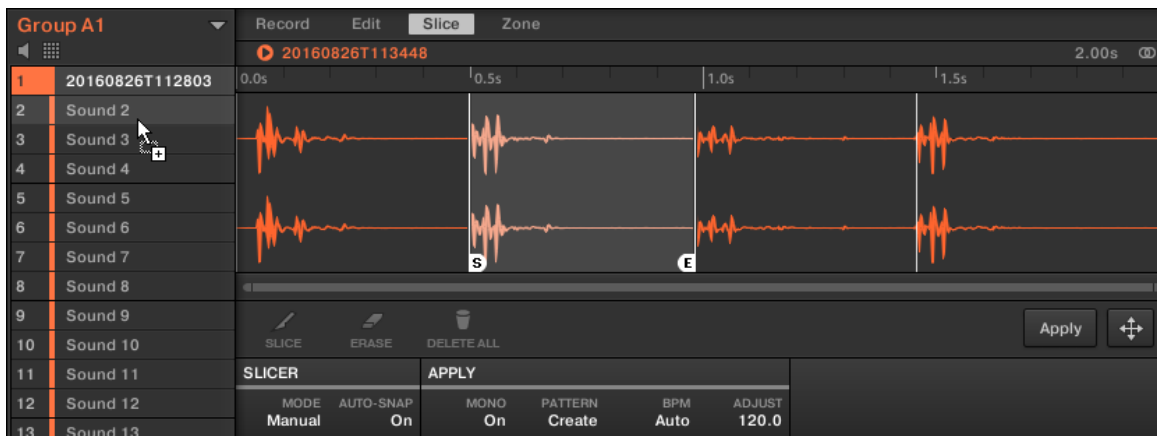 Group A1
Record Edit Slice Zone
20160826T113448 2.00s
1 20160826T112803
0.0s 0.5s 1.0s 1.5s
2 Sound 2
3 Sound 3
4 Sound 4
5 Sound 5
6 Sound 6
7 Sound 7
S E
8 Sound 8
9 Sound 9
10 Sound 10
11 Sound 11
12 Sound 12
13 Sound 13
SLICE ERASE DELETE ALL
Apply
SLICER APPLY
MODE AUTO-SNAP MONO PATTERN BPM ADJUST
Manual On On Create Auto 120.0